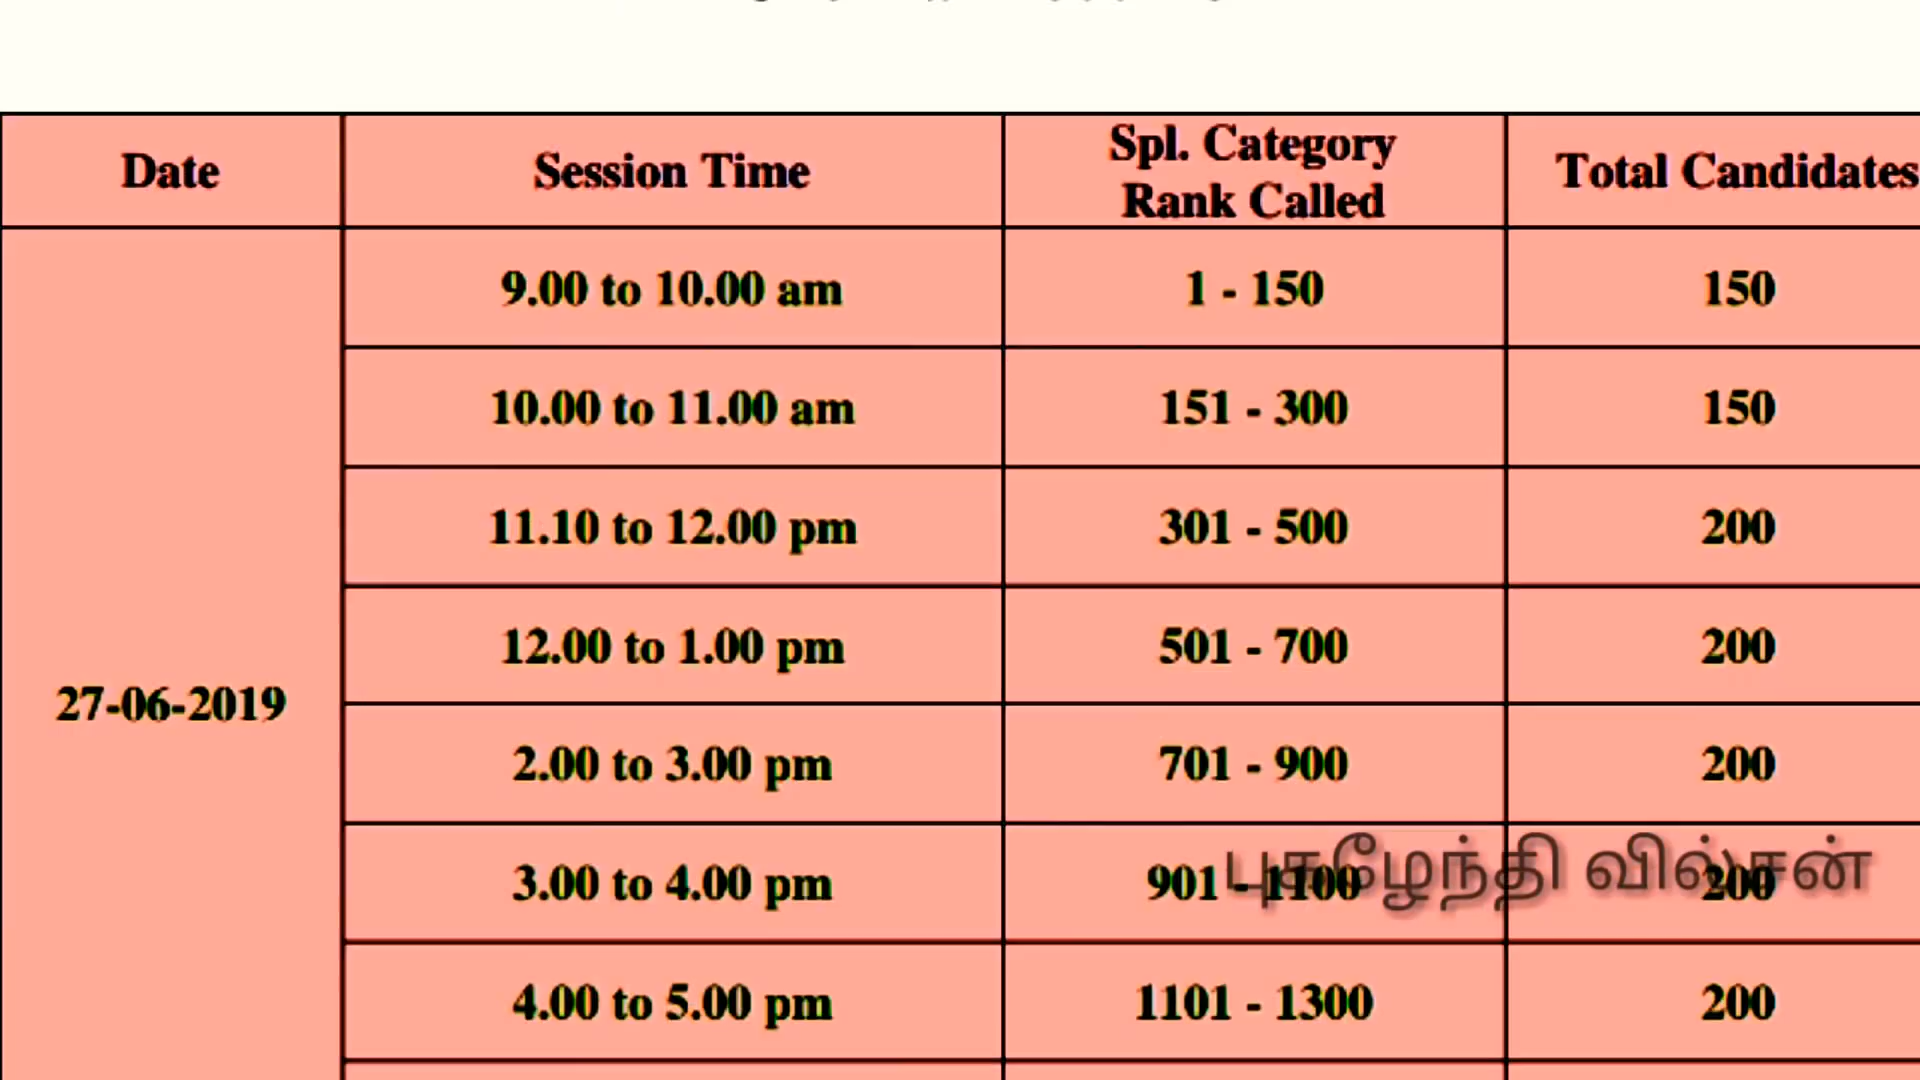 Date Session Time Spl. Category Rank Called Total Candidates
27-06-2019
9.00 to 10.00 am 1 - 150 150
10.00 to 11.00 am 151 - 300 150
11.10 to 12.00 pm 301 - 500 200
12.00 to 1.00 pm 501 - 700 200
2.00 to 3.00 pm 701 - 900 200
3.00 to 4.00 pm 901 - 1100 200
புகழேந்தி வில்சன்
4.00 to 5.00 pm 1101 - 1300 200